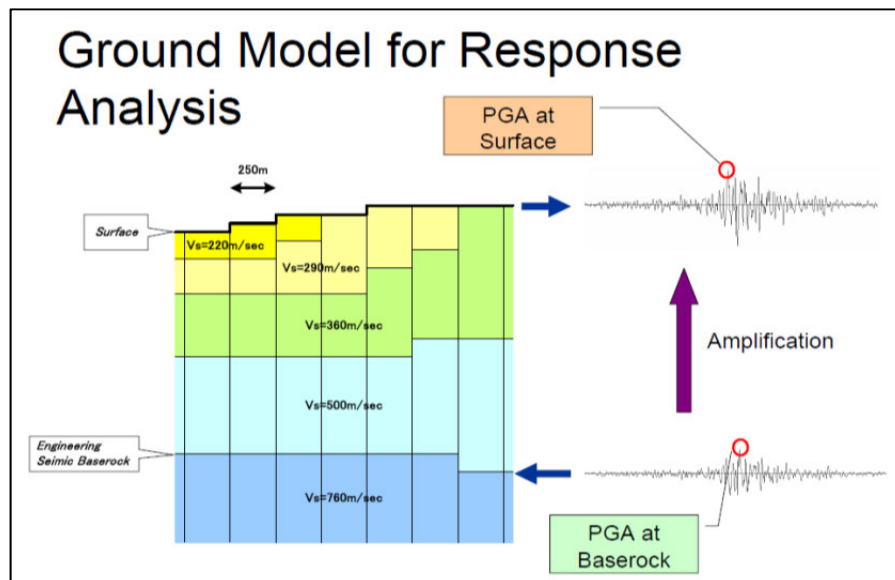 Ground Model for Response
Analysis
PGA at
Surface
250m
Surface
Vs=220m/sec
Vs=290m/sec
Vs=360m/sec
Amplification
Vs=500m/sec
Engineering
Seimic Baserock
Vs=760m/sec
PGA at
Baserock